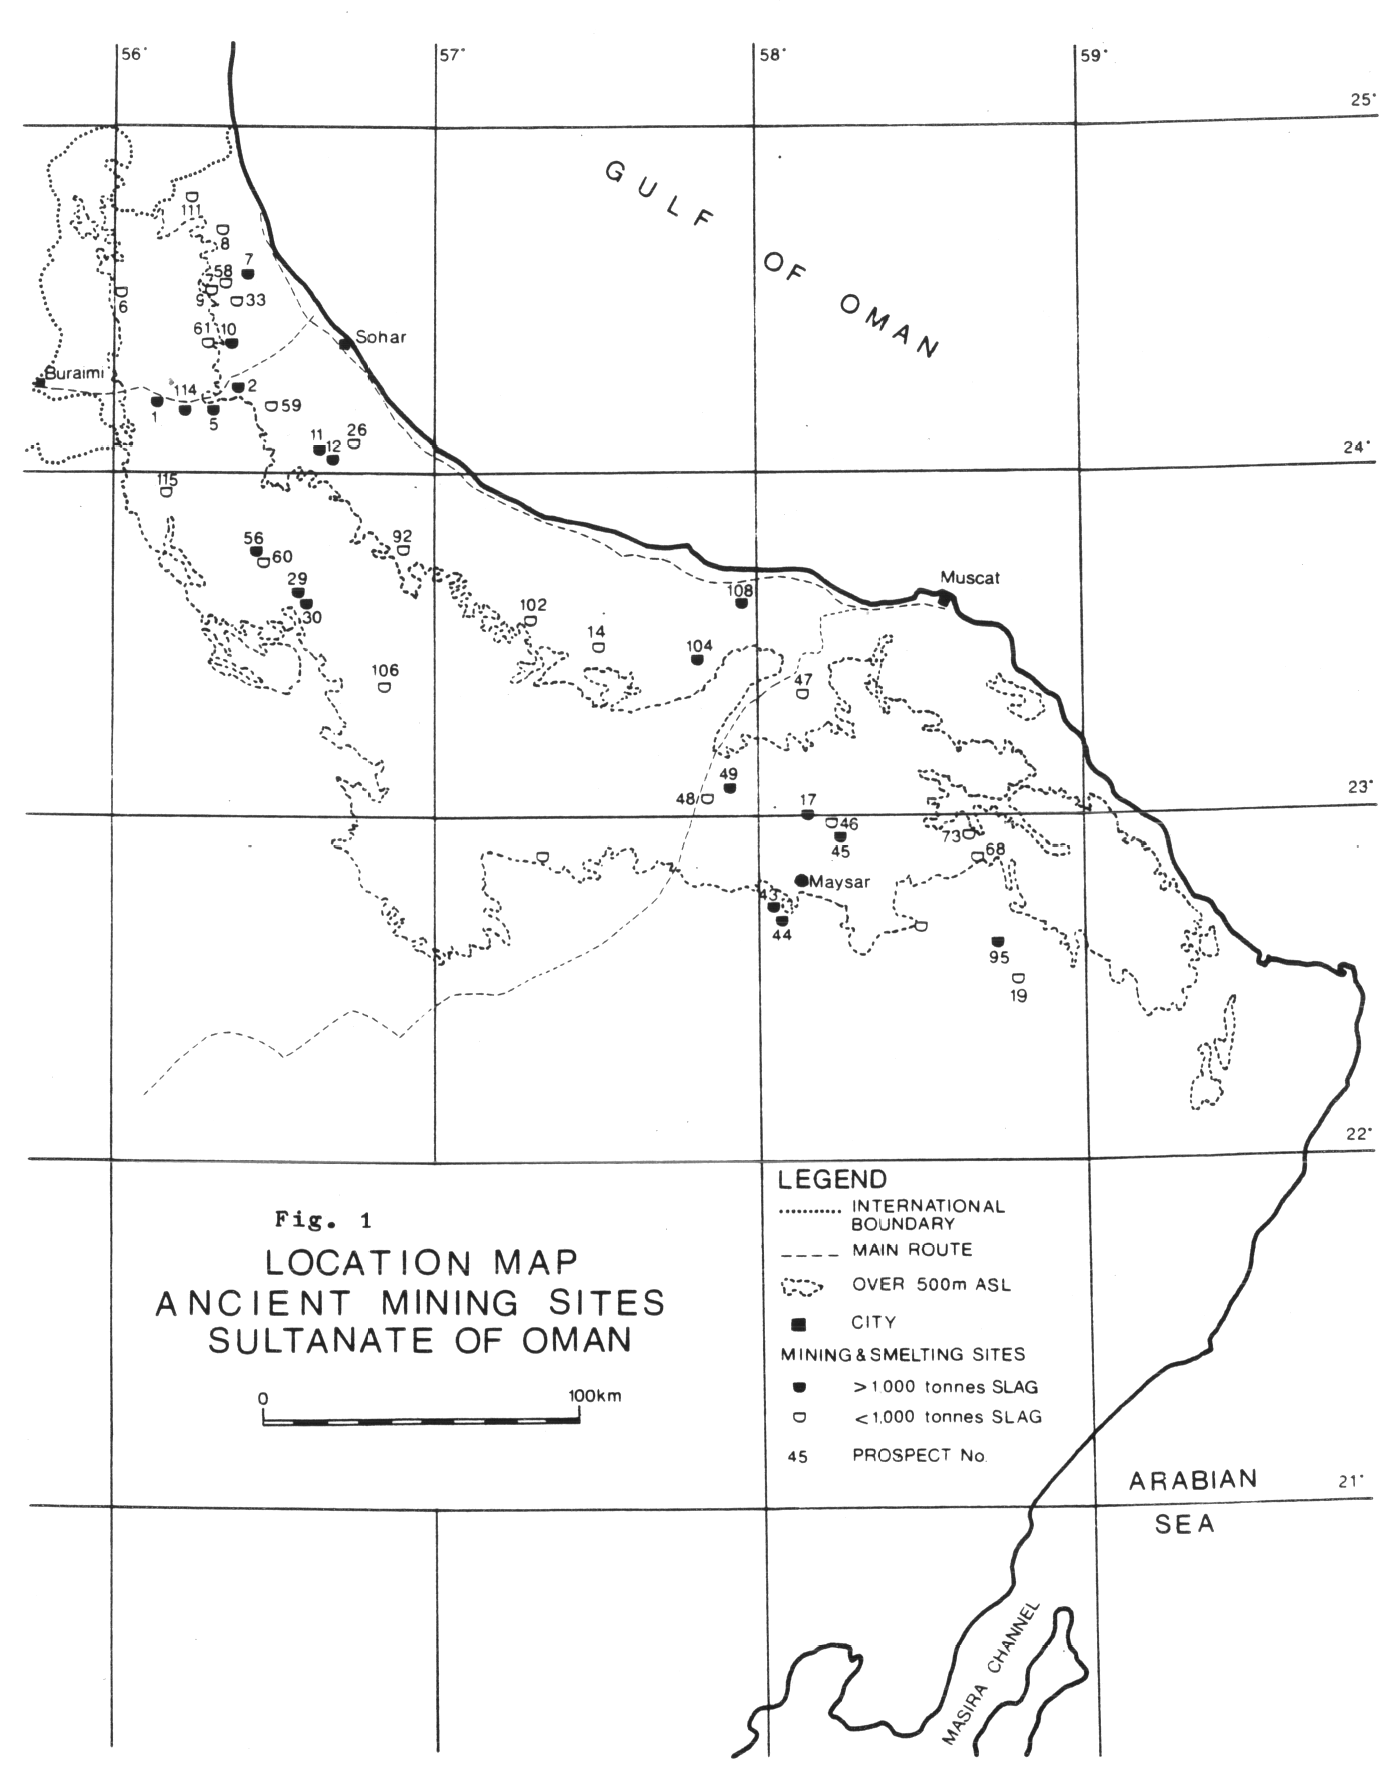 56°
57°
58°
59°
25°
GULF
OF OMAN
111
8
7
58
9
33
6
61
10
Sohar
Buraimi
114
2
1
5
59
11
12
26
24°
115
56
60
92
29
30
Muscat
108
102
14
104
106
47
49
48
23°
17
46
45
73
68
Maysar
43
44
95
19
22°
Fig. 1
LOCATION MAP
ANCIENT MINING SITES
SULTANATE OF OMAN
0 100km
LEGEND
INTERNATIONAL
BOUNDARY
MAIN ROUTE
OVER 500m ASL
CITY
MINING & SMELTING SITES
>1,000 tonnes SLAG
<1,000 tonnes SLAG
45 PROSPECT No.
ARABIAN
SEA
21°
MASIRA CHANNEL